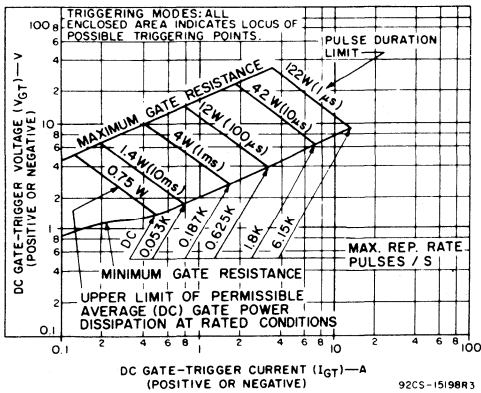 TRIGGERING MODES: ALL
ENCLOSED AREA INDICATES LOCUS OF
POSSIBLE TRIGGERING POINTS.
PULSE DURATION
LIMIT
MAXIMUM GATE RESISTANCE
122W(1μs)
42W(10μs)
12W(100μs)
4W(1ms)
1.4W(10ms)
0.75 W
DC
0.053K
0.187K
0.625K
1.8K
6.15K
MAX. REP. RATE
PULSES / S
MINIMUM GATE RESISTANCE
UPPER LIMIT OF PERMISSIBLE
AVERAGE (DC) GATE POWER
DISSIPATION AT RATED CONDITIONS
DC GATE-TRIGGER VOLTAGE (VGT)—V
(POSITIVE OR NEGATIVE)
100
8
6
4
2
10
8
6
4
2
1
8
6
4
2
0.1
0.1
2
4
6
8
1
2
4
6
8
10
2
4
6
8
100
DC GATE-TRIGGER CURRENT (IGT)—A
(POSITIVE OR NEGATIVE)
92CS-15198R3